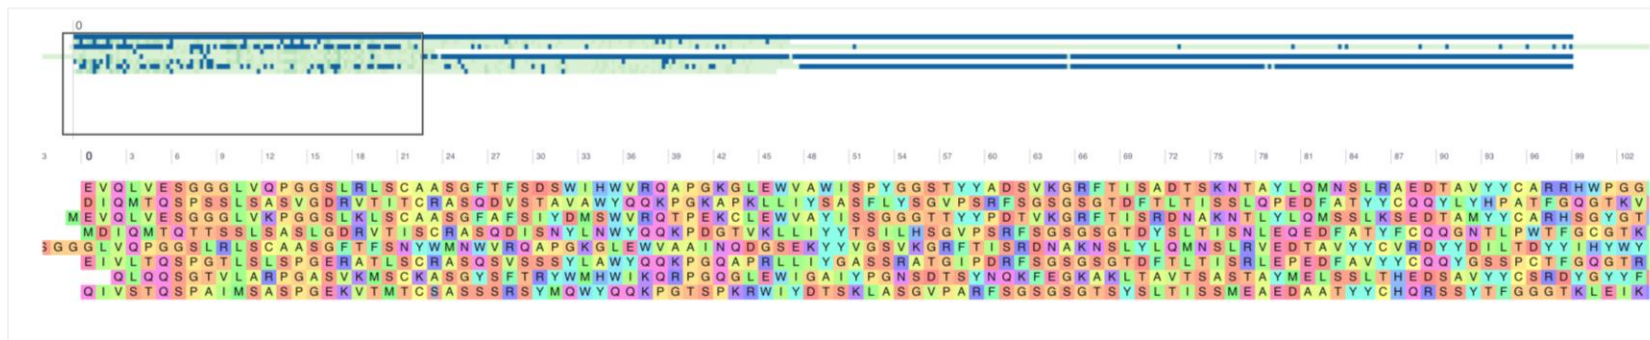 0
3 0 3 6 9 12 15 18 21 24 27 30 33 36 39 42 45 48 51 54 57 60 63 66 69 72 75 78 81 84 87 90 93 96 99 102
EVQLVESGGGLVQPGGSLRLSCAASGFTFSDSWIHWVRQAPGKGLEWVAWISPYGGSTYYADSVKGRFTISADTSKNTAYLQMNSLRAEDTAVYYCARRHWPGG
DIQMTQSPSSLSASVGDRVTITCRASQDVSTAVAWYQQKPGKAPKLLIYSASFLYSGVPSRFSGSGSGTDFTLTISSLQPEDFATYYCQQYLYHPATFGQGTKV
MEVQLVESGGGLVKPGGSLKLSCAASGFAFSIYDMSWVRQTPEKCLEWVAYISSGGGTTYYPDTVKGRFTISRDNAKNTLYLQMSSLKSEDTAMYYCARHSGYGT
MDIQMTQTTSSLSASLGDRVTISCRASQDISNYLNWYQQKPDGTVKLLIYYTSILHSGVPSRFSGSGSGTDYSLTISNLEQEDFATYFCQQGNTLPWTFGCGTK
SGGGLVQPGGSLRLSCAASGFTFSNYWMNWVRQAPGKGLEWVAAINQDGSEKYYVGSVKGRFTISRDNAKNSLYLQMNSLRVEDTAVYYCVRDYYDILTDYYIHYWY
EIVLTQSPGTLSLSPGERATLSCRASQSVSSSYLAWYQQKPGQAPRLLIYGASSRATGIPDRFSGSGSGTDFTLTISRLEPEDFAVYYCQQYGSSPCTFGQGTR
QLQQSGTVLARPGASVKMSCKASGYSFTRYWMHWIKQRPGQGLEWIGAIYPGNSDTSYNQKFEGKAKLTAVTSASTAYMELSSLTHEDSAVYYCSRDYGYYF
QIVSTQSPAIMSASPGEKVTMTCSASSSRSYMQWYQQKPGTSPKRWIYDTSKLASGVPARFSGSGSGTSYSLTISSMEAEDAATYYCHQRSSYTFGGGTKLEIK